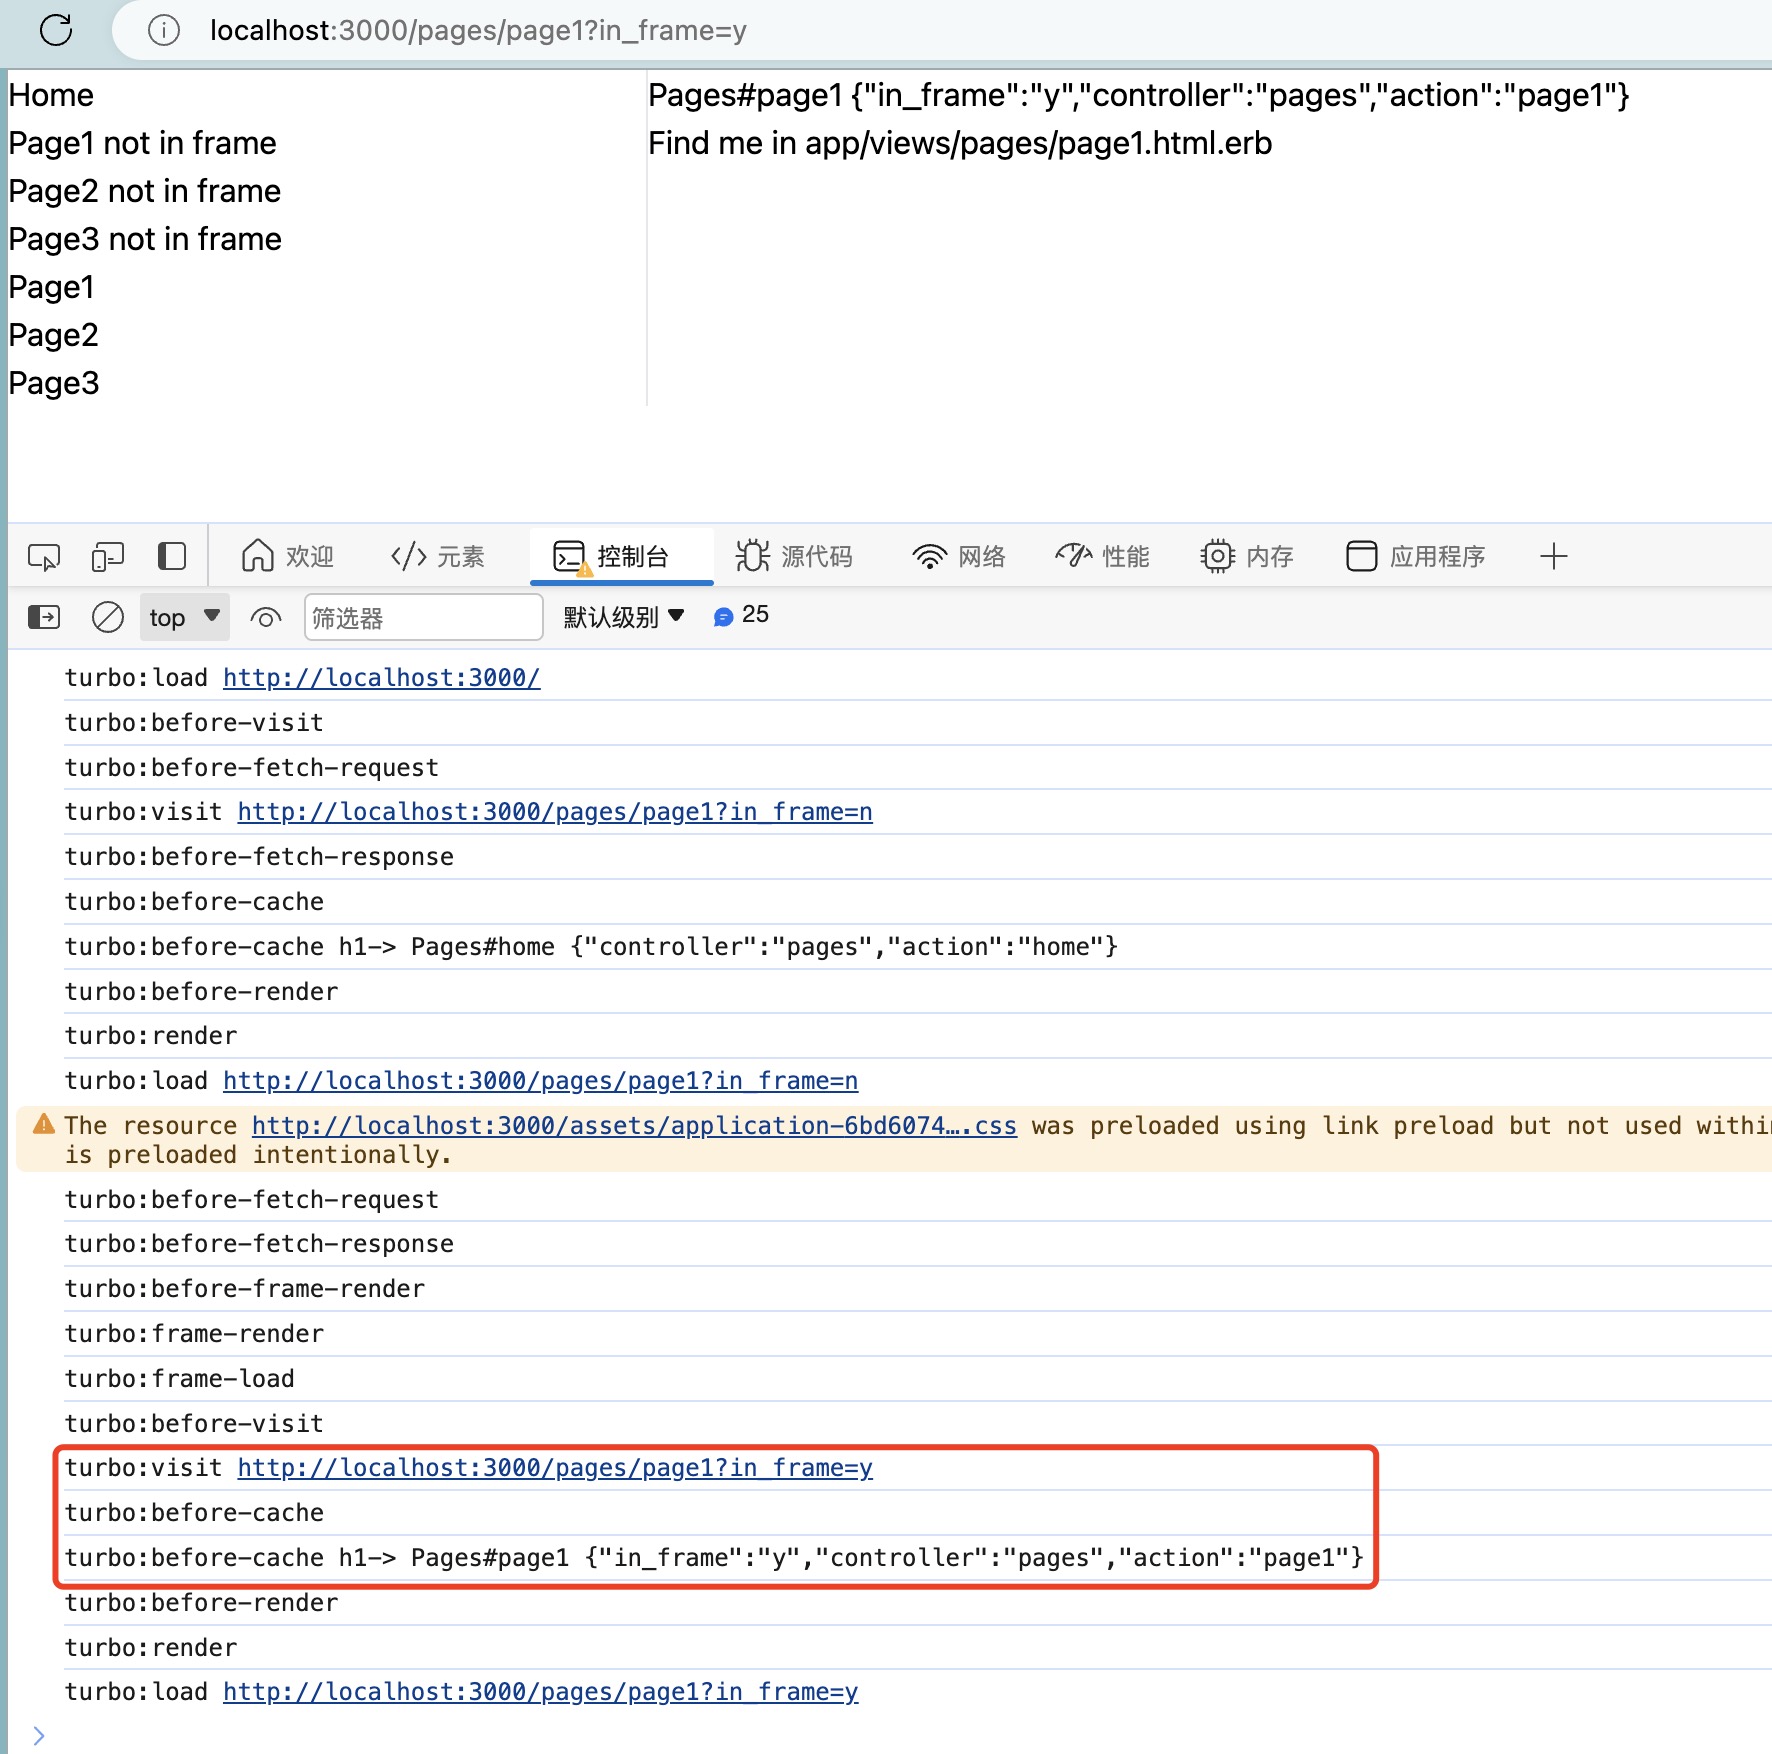 localhost:3000/pages/page1?in_frame=y
Home
Page1 not in frame
Page2 not in frame
Page3 not in frame
Page1
Page2
Page3
Pages#page1 {"in_frame":"y","controller":"pages","action":"page1"}
Find me in app/views/pages/page1.html.erb
欢迎 元素 控制台 源代码 网络 性能 内存 应用程序
top 筛选器 默认级别 25
turbo:load http://localhost:3000/
turbo:before-visit
turbo:before-fetch-request
turbo:visit http://localhost:3000/pages/page1?in_frame=n
turbo:before-fetch-response
turbo:before-cache
turbo:before-cache h1-> Pages#home {"controller":"pages","action":"home"}
turbo:before-render
turbo:render
turbo:load http://localhost:3000/pages/page1?in_frame=n
The resource http://localhost:3000/assets/application-6bd6074….css was preloaded using link preload but not used
is preloaded intentionally.
turbo:before-fetch-request
turbo:before-fetch-response
turbo:before-frame-render
turbo:frame-render
turbo:frame-load
turbo:before-visit
turbo:visit http://localhost:3000/pages/page1?in_frame=y
turbo:before-cache
turbo:before-cache h1-> Pages#page1 {"in_frame":"y","controller":"pages","action":"page1"}
turbo:before-render
turbo:render
turbo:load http://localhost:3000/pages/page1?in_frame=y